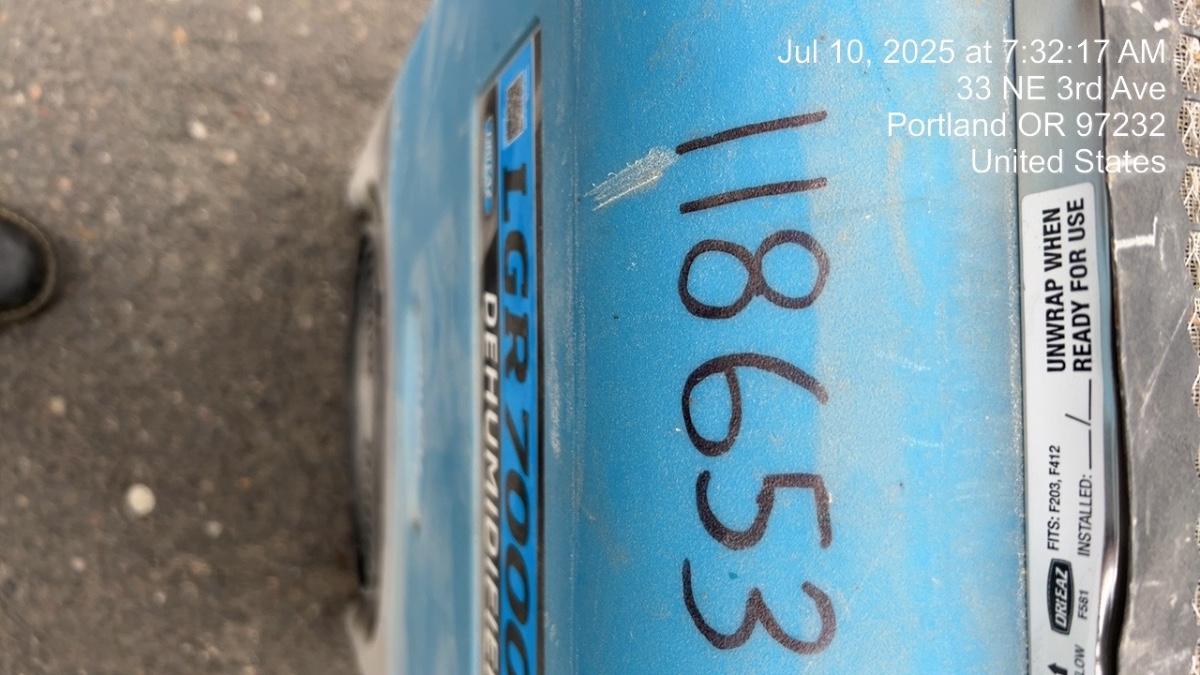 Jul 10, 2025 at 7:32:17 AM
33 NE 3rd Ave
Portland OR 97232
United States
118653
LGR 7000
DEHUMIDIFIER
UNWRAP WHEN
READY FOR USE
FITS: F203, F412
INSTALLED: ___/___
DRIEAZ
F581